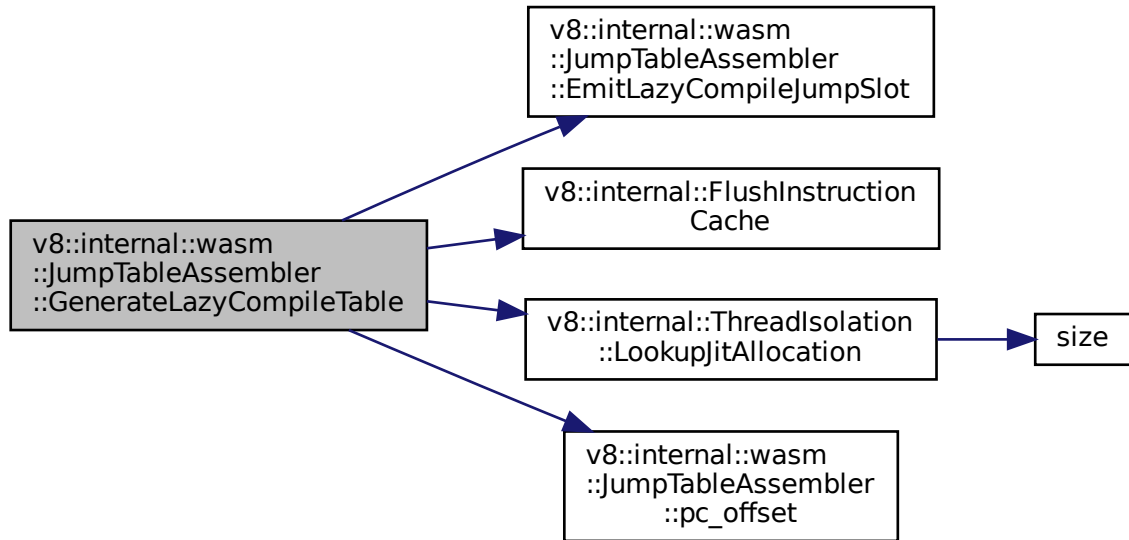 v8::internal::wasm
::JumpTableAssembler
::GenerateLazyCompileTable
v8::internal::wasm
::JumpTableAssembler
::EmitLazyCompileJumpSlot
v8::internal::FlushInstruction
Cache
v8::internal::ThreadIsolation
::LookupJitAllocation
size
v8::internal::wasm
::JumpTableAssembler
::pc_offset